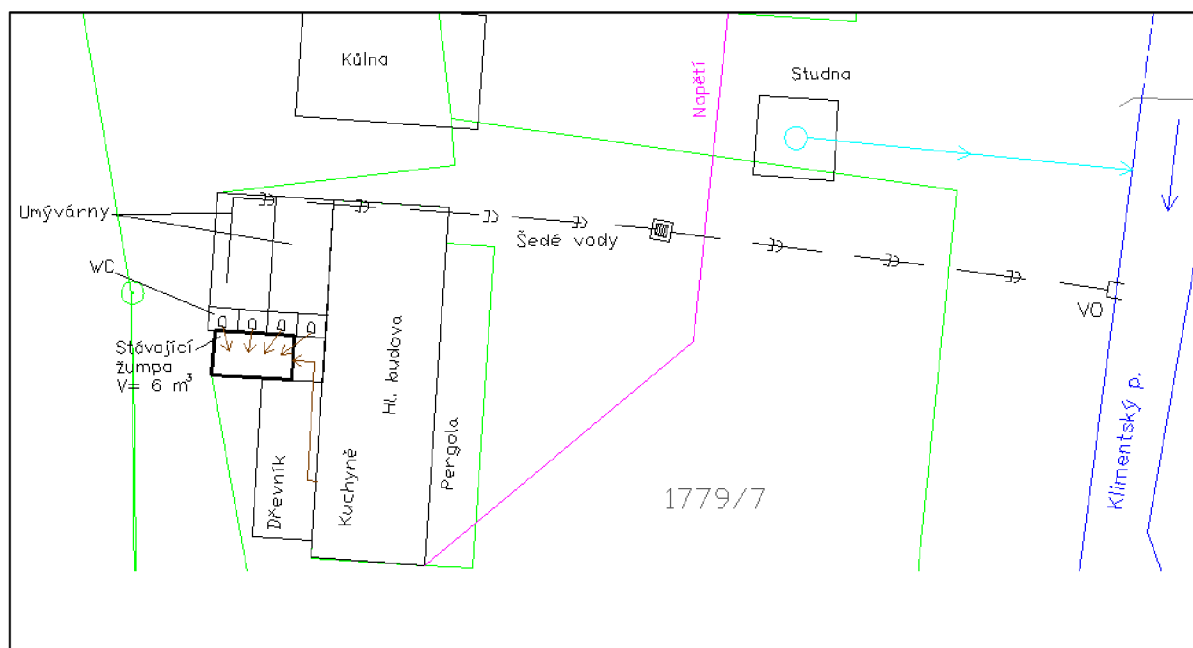 Kůlna
Napětí
Studna
Umývárny
Šedé vody
WC
VO
Stávající
žumpa
V= 6 m³
Hl. budova
Pergola
Kuchyně
Dřevník
1779/7
Klimentský p.